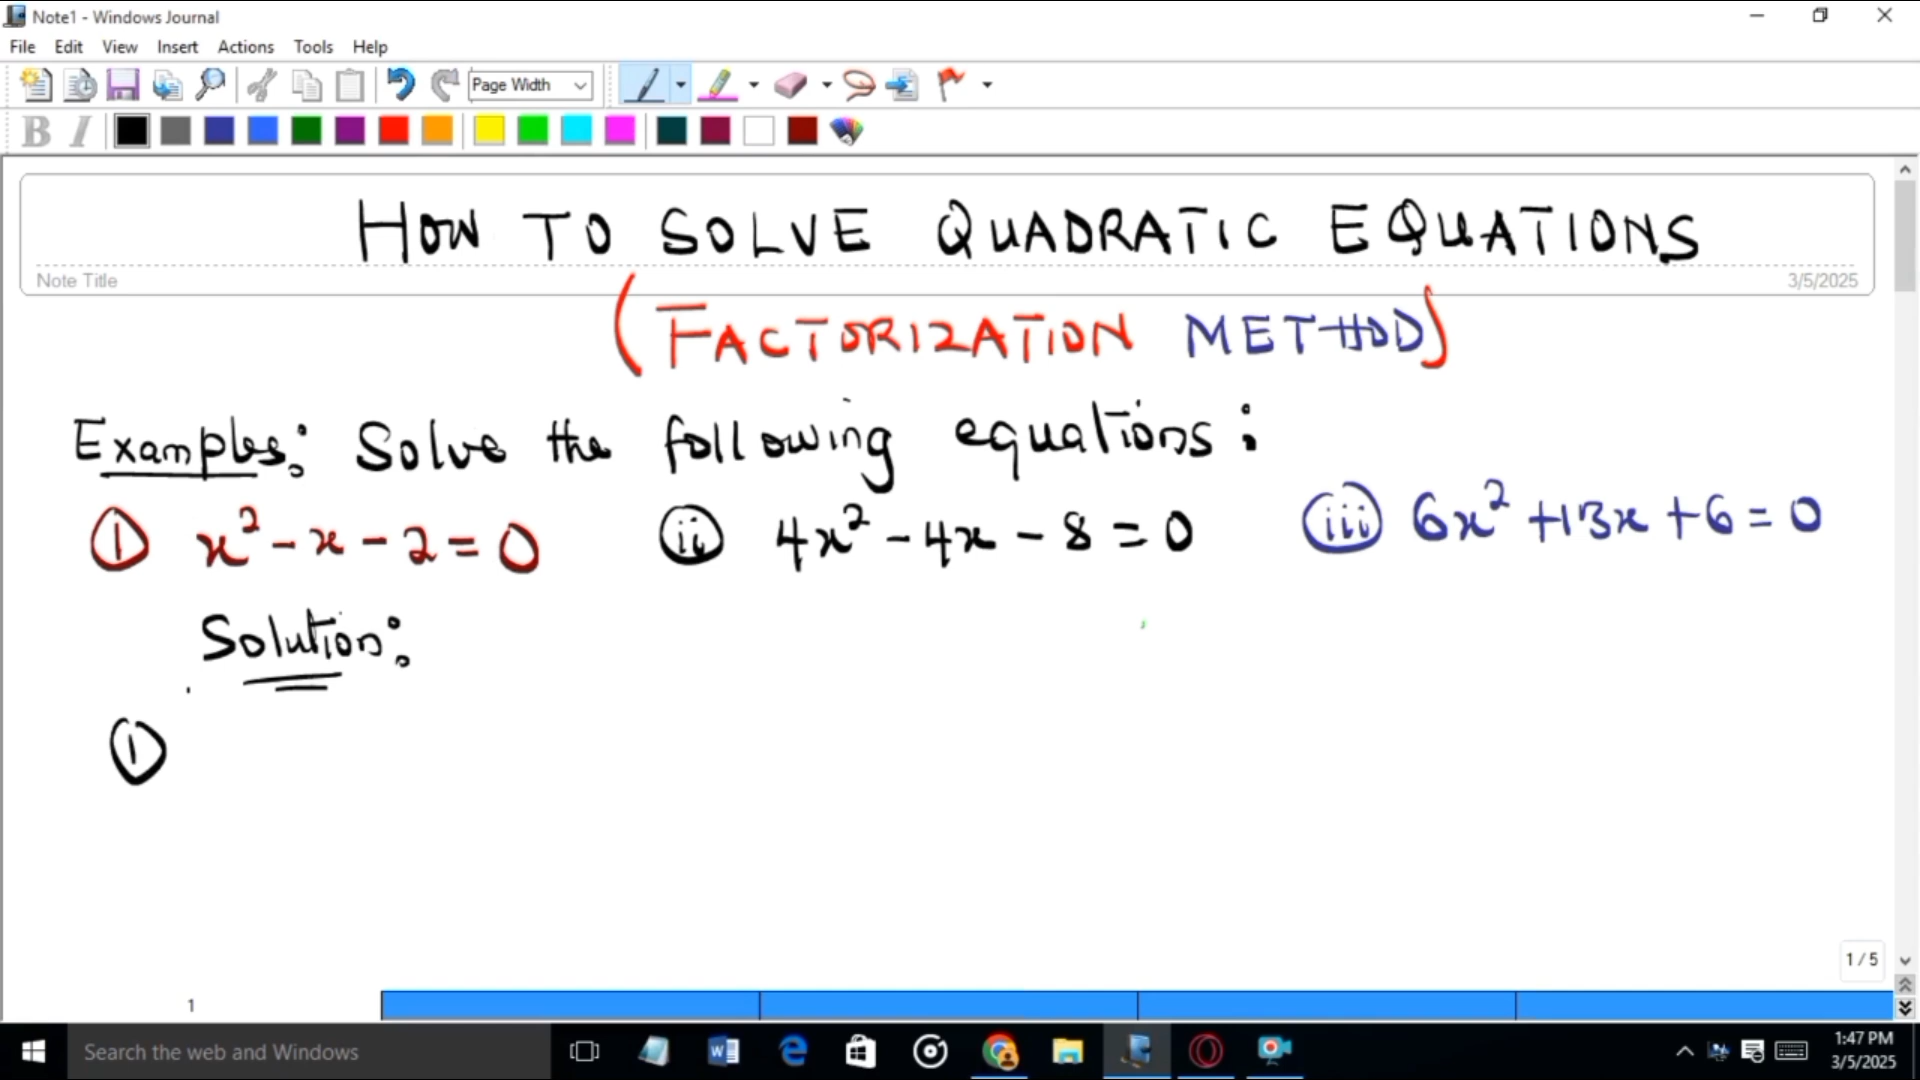 Note1 - Windows Journal
File Edit View Insert Actions Tools Help
Page Width
B I
HOW TO SOLVE QUADRATIC EQUATIONS
Note Title
3/5/2025
(FACTORIZATION METHOD)
Examples: Solve the following equations:
① x² - x - 2 = 0 (ii) 4x² - 4x - 8 = 0 (iii) 6x² + 13x + 6 = 0
Solution:
①
1 / 5
1
Search the web and Windows
1:47 PM
3/5/2025